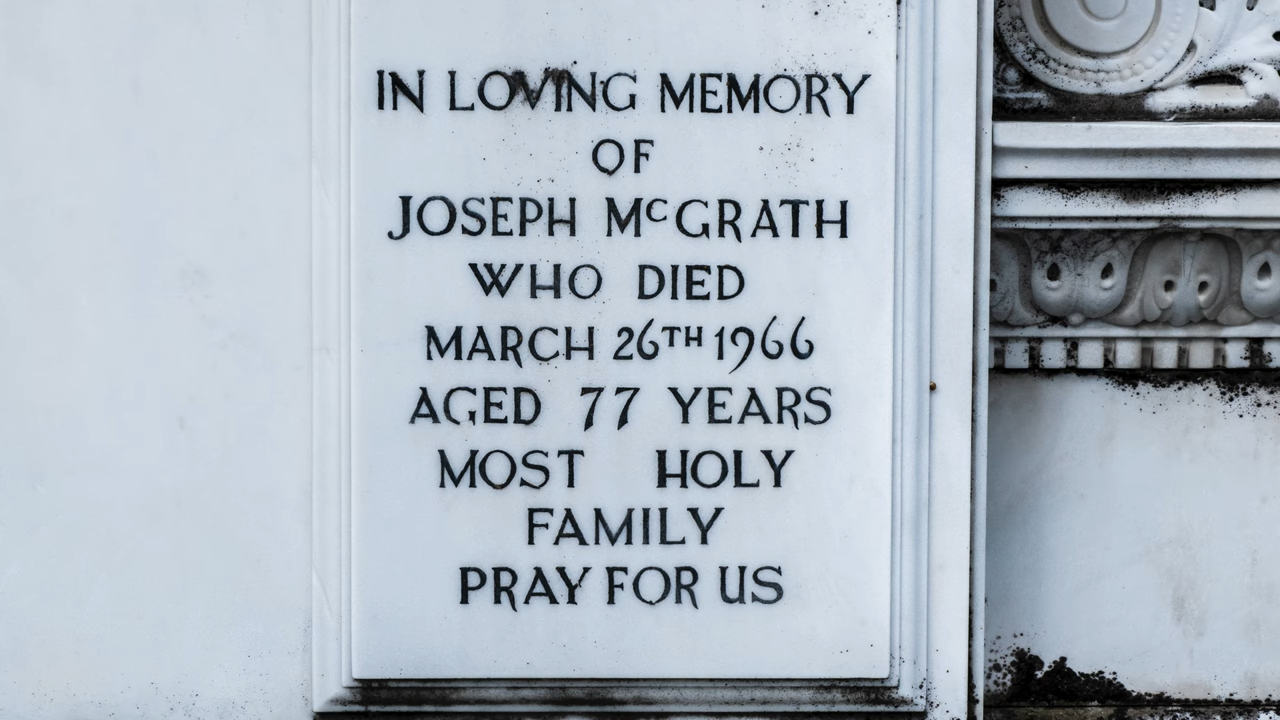 IN LOVING MEMORY
OF
JOSEPH McGRATH
WHO DIED
MARCH 26TH 1966
AGED 77 YEARS
MOST HOLY
FAMILY
PRAY FOR US